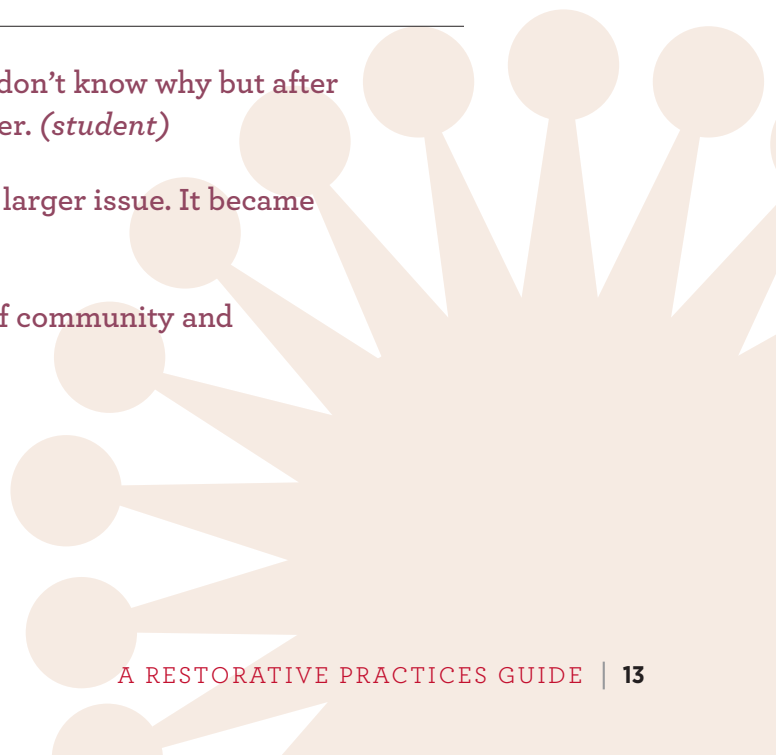 don’t know why but after
er. (student)
larger issue. It became
f community and
A RESTORATIVE PRACTICES GUIDE | 13